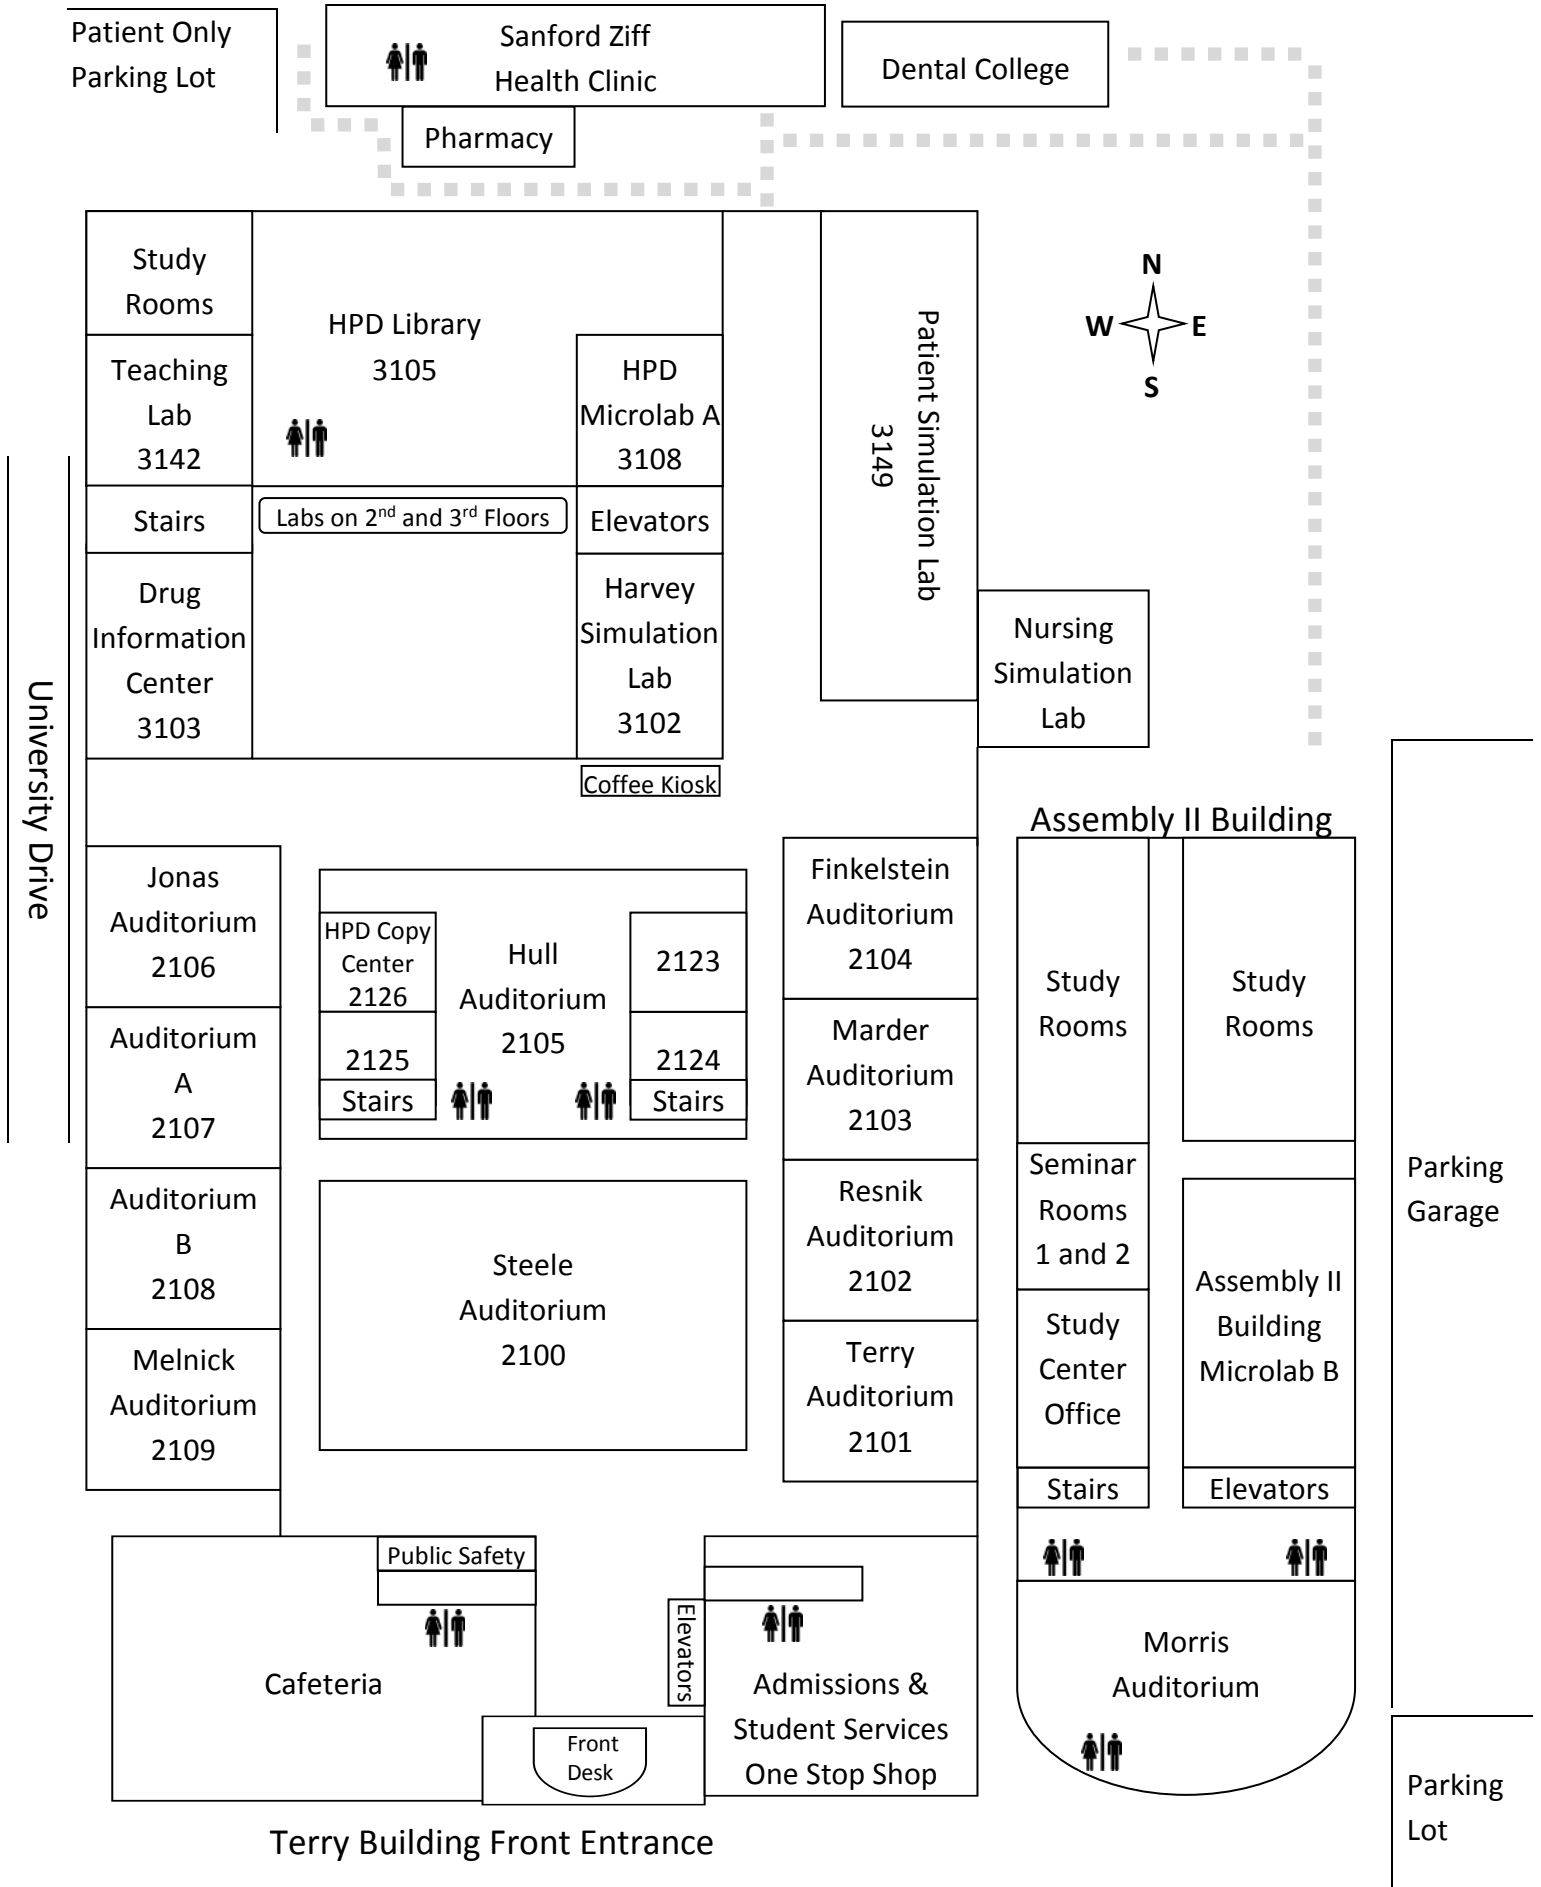 Patient Only
Parking Lot
Sanford Ziff
Health Clinic
Dental College
Pharmacy
Study
Rooms
HPD Library
3105
Teaching
Lab
3142
HPD
Microlab A
3108
Patient Simulation Lab
3149
N
W
E
S
Stairs
Labs on 2nd and 3rd Floors
Elevators
Drug
Information
Center
3103
Harvey
Simulation
Lab
3102
Nursing
Simulation
Lab
University Drive
Coffee Kiosk
Assembly II Building
Jonas
Auditorium
2106
HPD Copy
Center
2126
Hull
Auditorium
2105
2123
Finkelstein
Auditorium
2104
Study
Rooms
Study
Rooms
Auditorium
A
2107
2125
Stairs
2124
Stairs
Marder
Auditorium
2103
Auditorium
B
2108
Steele
Auditorium
2100
Resnik
Auditorium
2102
Seminar
Rooms
1 and 2
Assembly II
Building
Microlab B
Parking
Garage
Melnick
Auditorium
2109
Terry
Auditorium
2101
Study
Center
Office
Stairs
Elevators
Public Safety
Cafeteria
Elevators
Admissions &
Student Services
One Stop Shop
Front
Desk
Morris
Auditorium
Parking
Lot
Terry Building Front Entrance